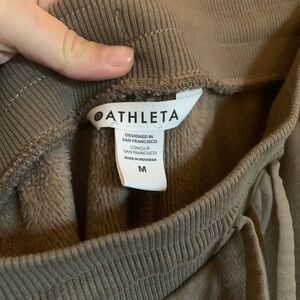 ATHLETA
DESIGNED IN
SAN FRANCISCO
CONÇU À
SAN FRANCISCO
MADE IN INDONESIA
M